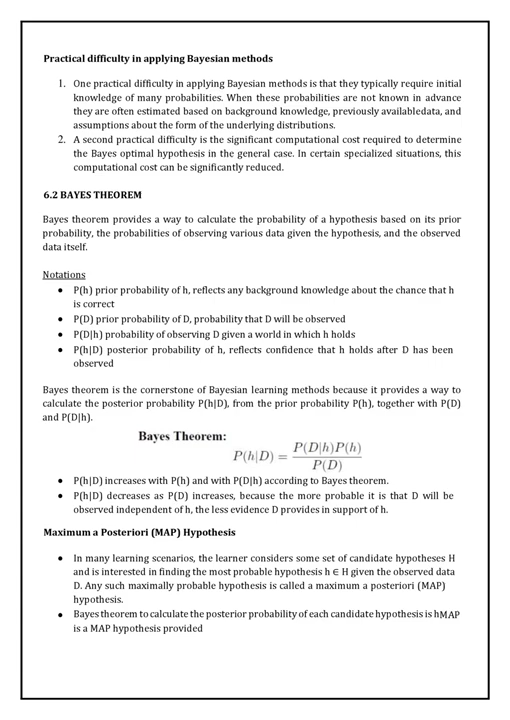 Practical difficulty in applying Bayesian methods
1. One practical difficulty in applying Bayesian methods is that they typically require initial
knowledge of many probabilities. When these probabilities are not known in advance
they are often estimated based on background knowledge, previously availabledata, and
assumptions about the form of the underlying distributions.
2. A second practical difficulty is the significant computational cost required to determine
the Bayes optimal hypothesis in the general case. In certain specialized situations, this
computational cost can be significantly reduced.
6.2 BAYES THEOREM
Bayes theorem provides a way to calculate the probability of a hypothesis based on its prior
probability, the probabilities of observing various data given the hypothesis, and the observed
data itself.
Notations
• P(h) prior probability of h, reflects any background knowledge about the chance that h
is correct
• P(D) prior probability of D, probability that D will be observed
• P(D|h) probability of observing D given a world in which h holds
• P(h|D) posterior probability of h, reflects confidence that h holds after D has been
observed
Bayes theorem is the cornerstone of Bayesian learning methods because it provides a way to
calculate the posterior probability P(h|D), from the prior probability P(h), together with P(D)
and P(D|h).
Bayes Theorem:
P(h|D) = P(D|h)P(h) / P(D)
• P(h|D) increases with P(h) and with P(D|h) according to Bayes theorem.
• P(h|D) decreases as P(D) increases, because the more probable it is that D will be
observed independent of h, the less evidence D provides in support of h.
Maximum a Posteriori (MAP) Hypothesis
• In many learning scenarios, the learner considers some set of candidate hypotheses H
and is interested in finding the most probable hypothesis h ∈ H given the observed data
D. Any such maximally probable hypothesis is called a maximum a posteriori (MAP)
hypothesis.
• Bayes theorem to calculate the posterior probability of each candidate hypothesis is hMAP
is a MAP hypothesis provided